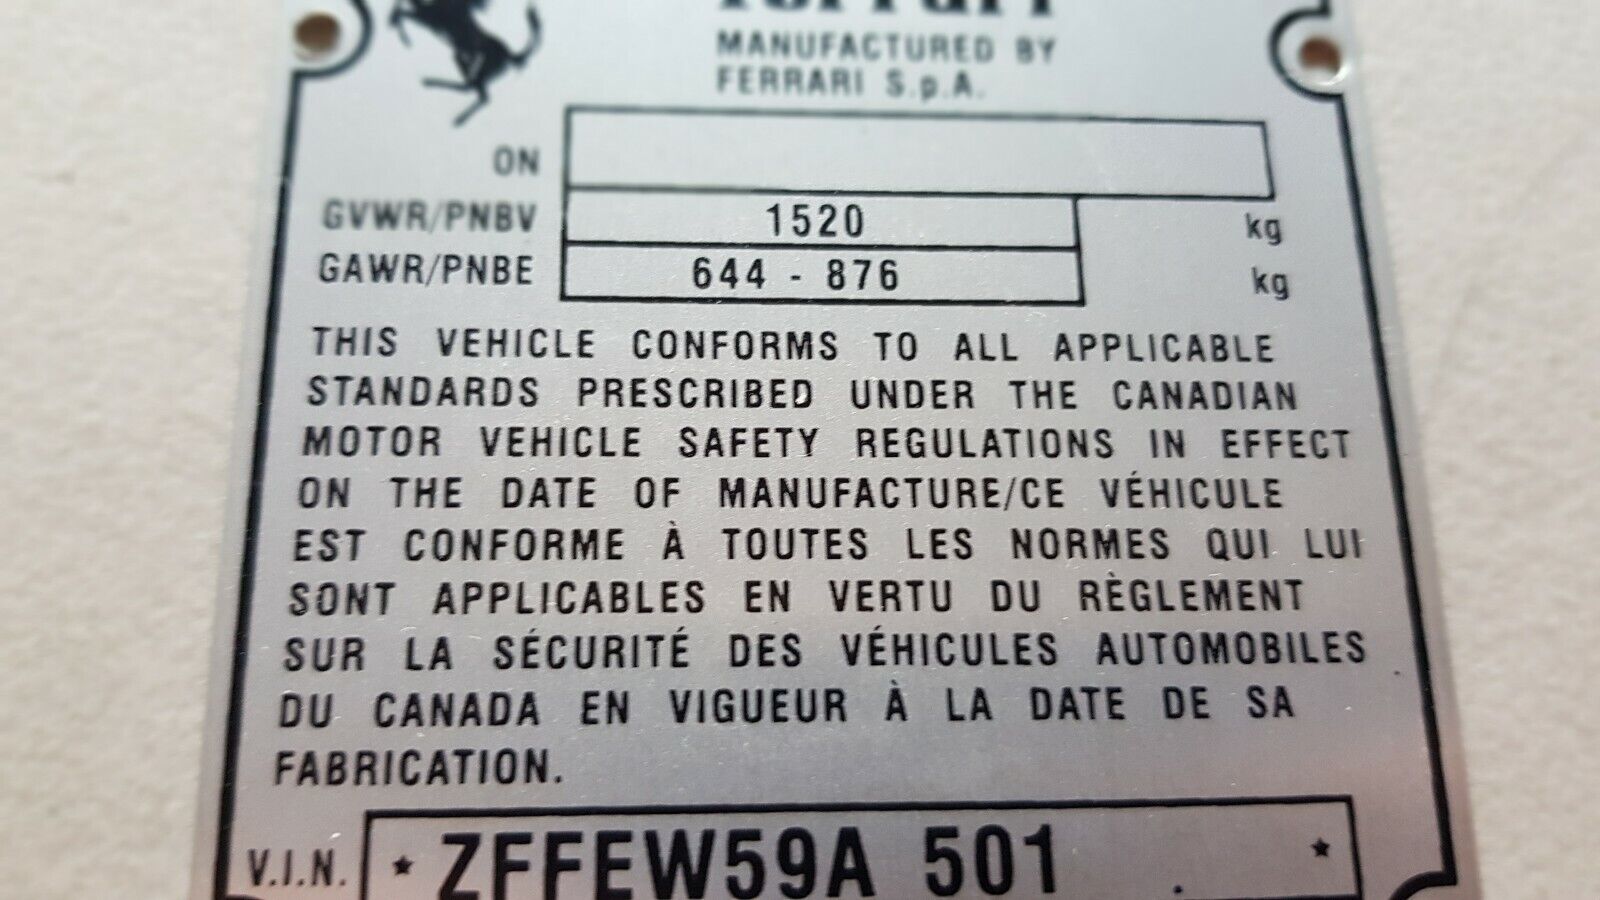 Ferrari
MANUFACTURED BY
FERRARI S.p.A.
ON
GVWR/PNBV 1520 kg
GAWR/PNBE 644 - 876 kg
THIS VEHICLE CONFORMS TO ALL APPLICABLE
STANDARDS PRESCRIBED UNDER THE CANADIAN
MOTOR VEHICLE SAFETY REGULATIONS IN EFFECT
ON THE DATE OF MANUFACTURE/CE VÉHICULE
EST CONFORME À TOUTES LES NORMES QUI LUI
SONT APPLICABLES EN VERTU DU RÈGLEMENT
SUR LA SÉCURITÉ DES VÉHICULES AUTOMOBILES
DU CANADA EN VIGUEUR À LA DATE DE SA
FABRICATION.
V.I.N. * ZFFEW59A 501 *